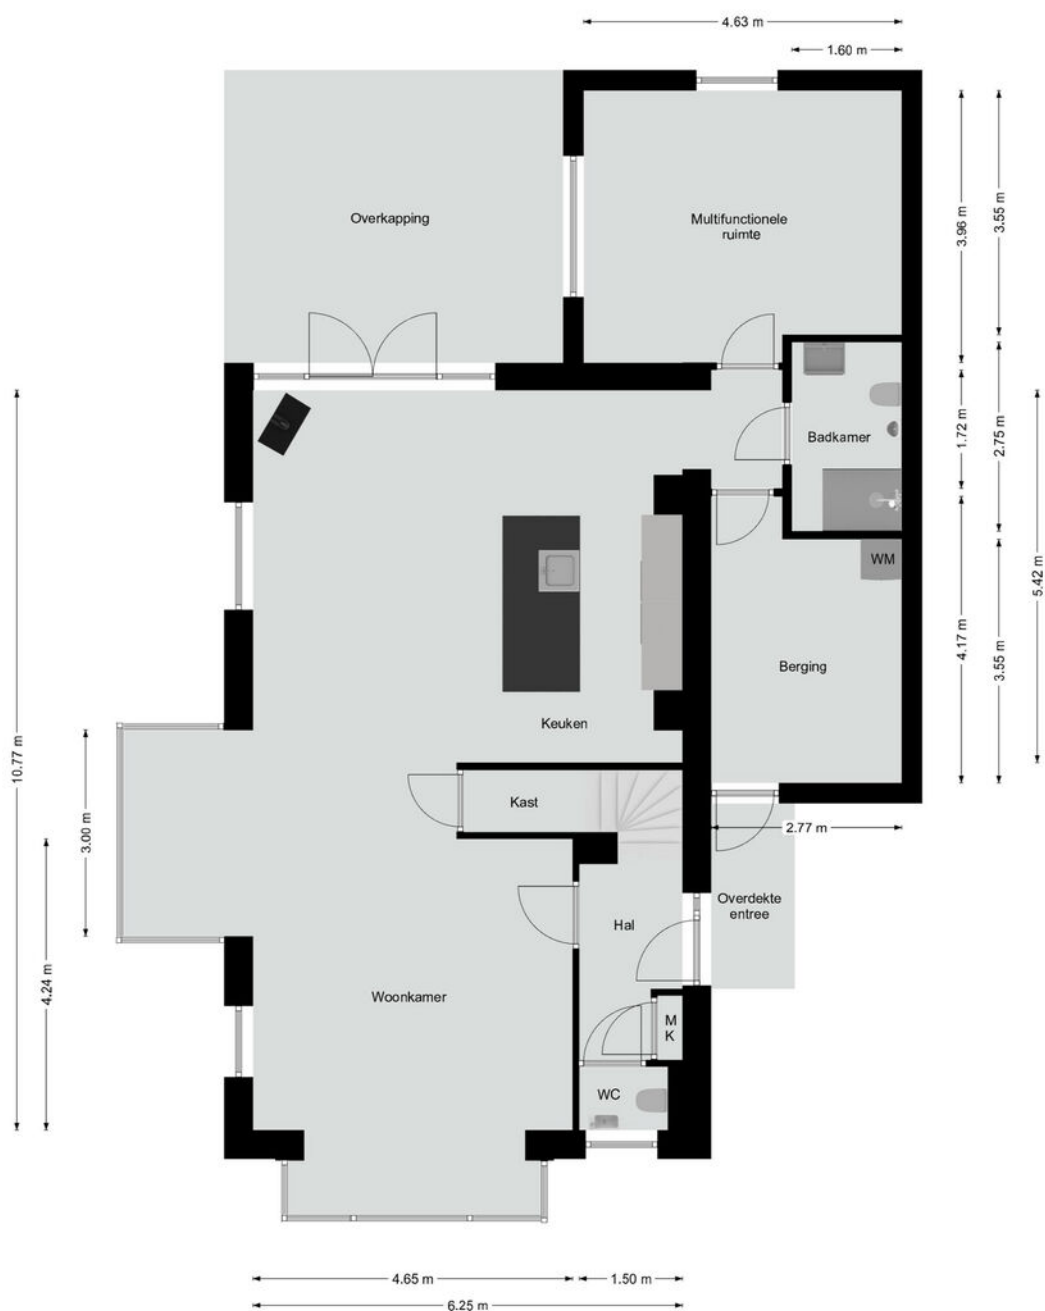 4.63 m
1.60 m
Overkapping
Multifunctionele
ruimte
3.96 m
3.55 m
Badkamer
1.72 m
2.75 m
WM
5.42 m
Berging
4.17 m
3.55 m
Keuken
10.77 m
Kast
3.00 m
2.77 m
Overdekte
entree
Hal
4.24 m
Woonkamer
M
K
WC
4.65 m
1.50 m
6.25 m